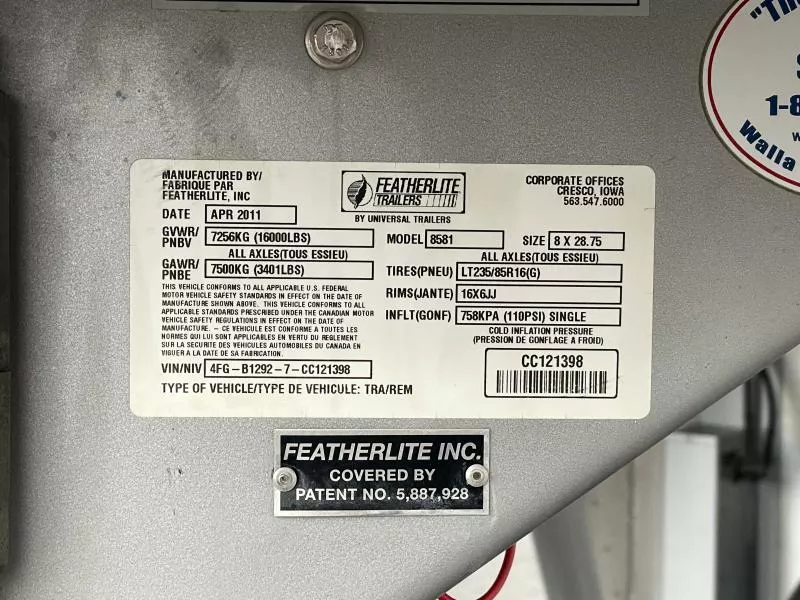 MANUFACTURED BY/
FABRIQUE PAR
FEATHERLITE, INC
FEATHERLITE
TRAILERS
BY UNIVERSAL TRAILERS
CORPORATE OFFICES
CRESCO, IOWA
563.547.6000
DATE APR 2011
GVWR/
PNBV 7256KG (16000LBS)
MODEL 8581 SIZE 8 X 28.75
ALL AXLES(TOUS ESSIEU)
GAWR/
PNBE 7500KG (3401LBS)
ALL AXLES(TOUS ESSIEU)
TIRES(PNEU) LT235/85R16(G)
RIMS(JANTE) 16X6JJ
INFLT(GONF) 758KPA (110PSI) SINGLE
COLD INFLATION PRESSURE
(PRESSION DE GONFLAGE A FROID)
THIS VEHICLE CONFORMS TO ALL APPLICABLE U.S. FEDERAL
MOTOR VEHICLE SAFETY STANDARDS IN EFFECT ON THE DATE OF
MANUFACTURE SHOWN ABOVE. THIS VEHICLE CONFORMS TO ALL
APPLICABLE STANDARDS PRESCRIBED UNDER THE CANADIAN MOTOR
VEHICLE SAFETY REGULATIONS IN EFFECT ON THE DATE OF
MANUFACTURE. – CE VEHICULE EST CONFORME A TOUTES LES
NORMES QUI LUI SONT APPLICABLES EN VERTU DU REGLEMENT
SUR LA SECURITE DES VEHICULES AUTOMOBILES DU CANADA EN
VIGUER A LA DATE DE SA FABRICATION.
VIN/NIV 4FG-B1292-7-CC121398
CC121398
TYPE OF VEHICLE/TYPE DE VEHICULE: TRA/REM
FEATHERLITE INC.
COVERED BY
PATENT NO. 5,887,928
1-8
Walla